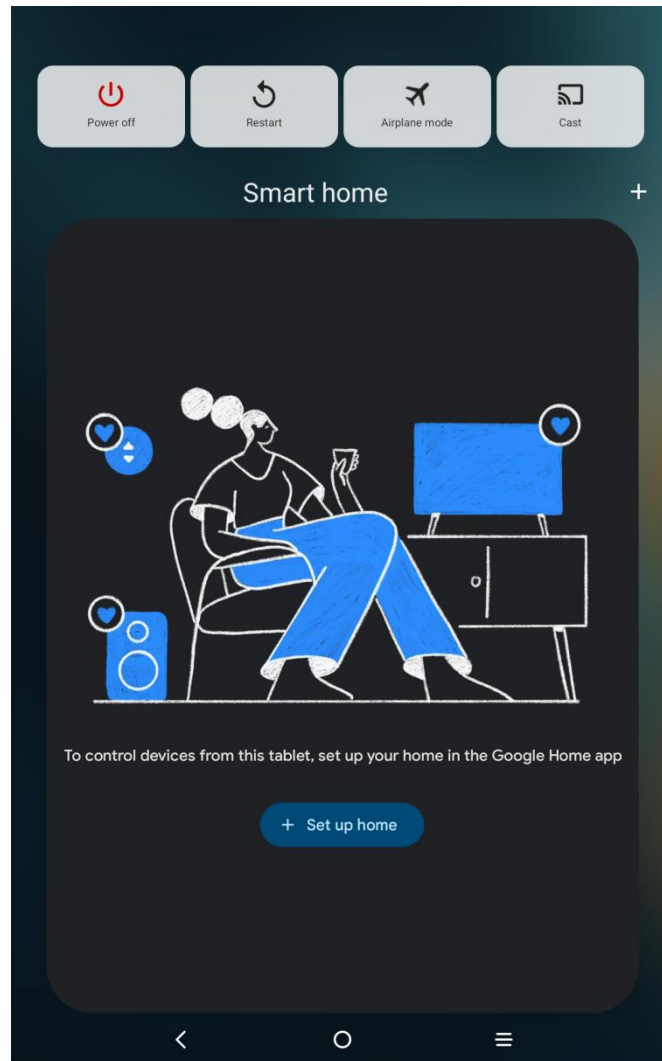 Power off
Restart
Airplane mode
Cast
Smart home
To control devices from this tablet, set up your home in the Google Home app
+ Set up home